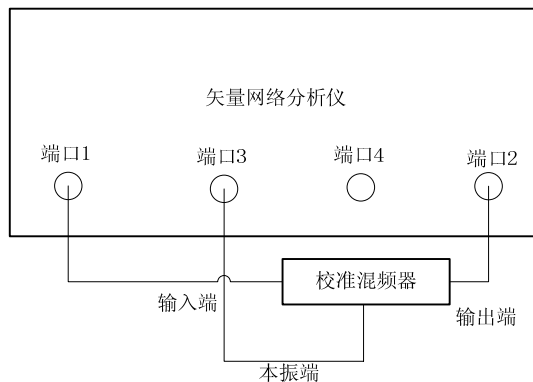 矢量网络分析仪
端口1
端口3
端口4
端口2
校准混频器
输入端
输出端
本振端